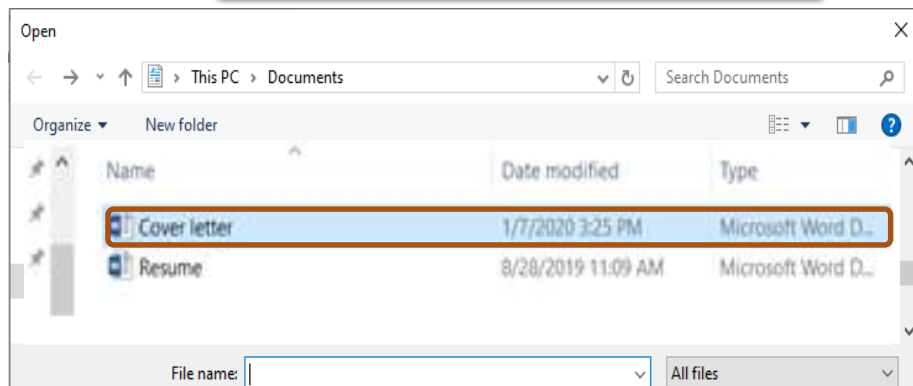 Open
This PC > Documents
Search Documents
Organize
New folder
Name Date modified Type
Cover letter 1/7/2020 3:25 PM Microsoft Word D...
Resume 8/28/2019 11:09 AM Microsoft Word D...
File name:
All files